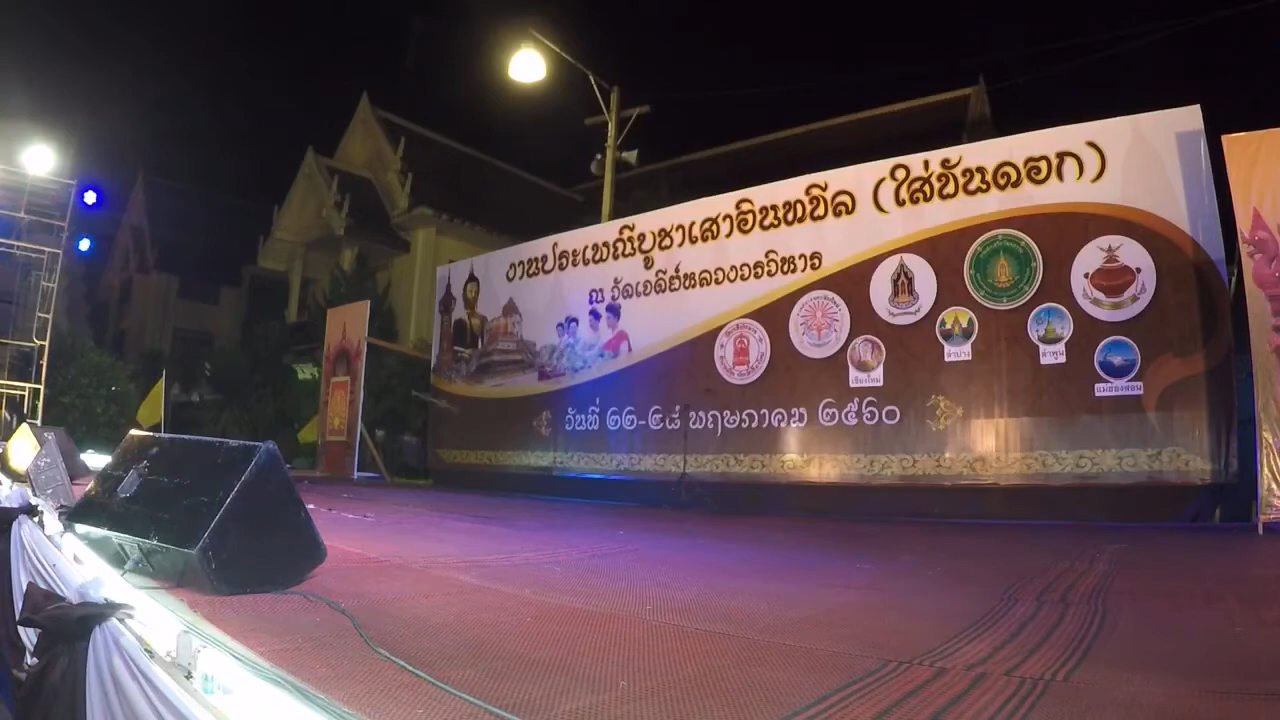 งานประเพณีบูชาเสาอินทขีล (ใส่ขันดอก)
ณ วัดเจดีย์หลวงวรวิหาร
เชียงใหม่
ลำปาง
ลำพูน
แม่ฮ่องสอน
วันที่ ๒๒-๒๘ พฤษภาคม ๒๕๖๐